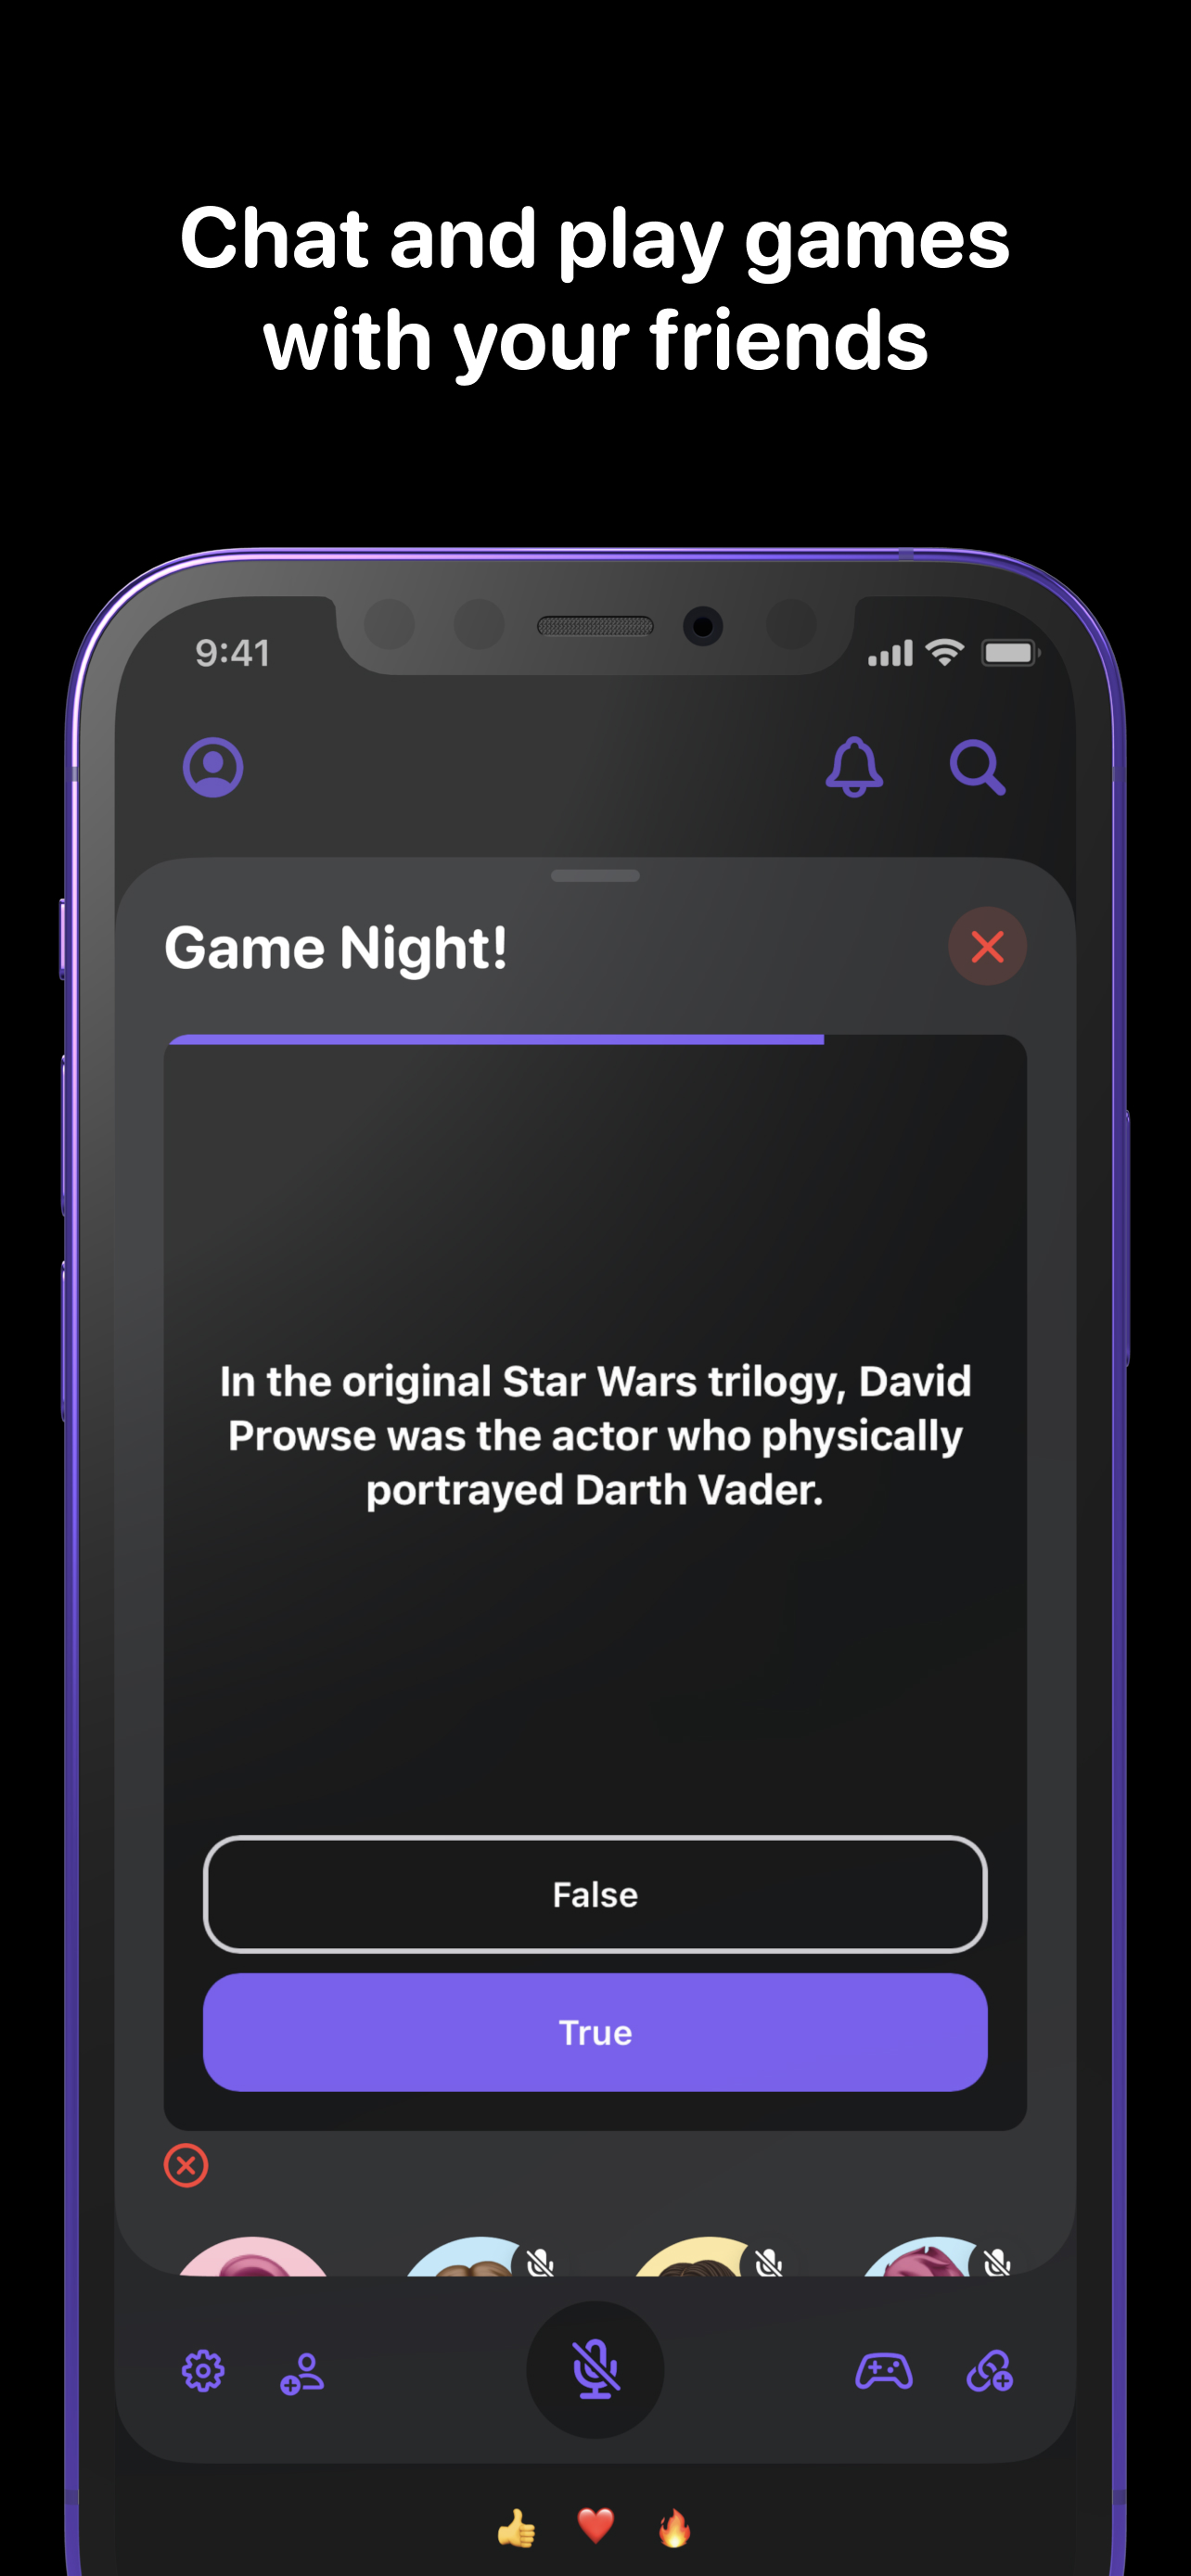 Chat and play games
with your friends
9:41
Game Night!
In the original Star Wars trilogy, David
Prowse was the actor who physically
portrayed Darth Vader.
False
True